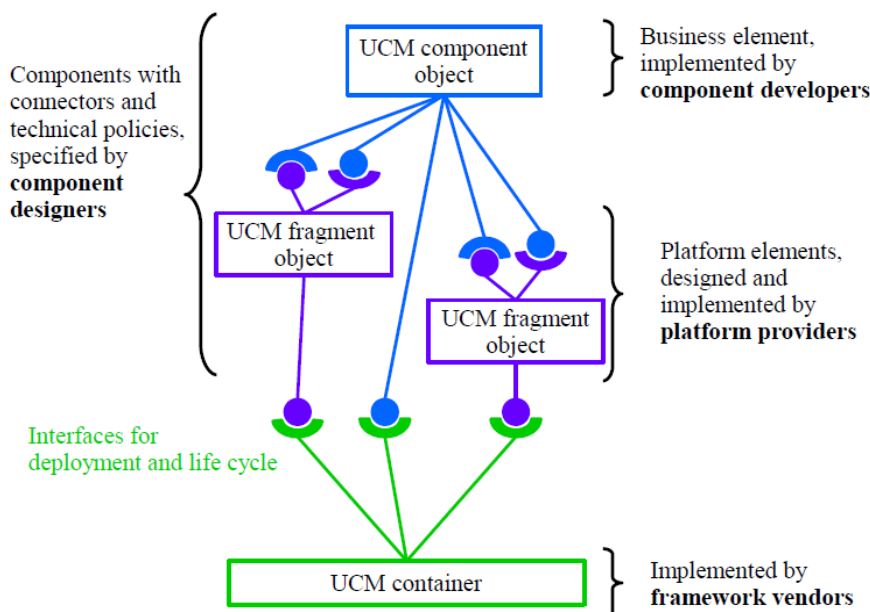 UCM component
object
Business element,
implemented by
component developers
Components with
connectors and
technical policies,
specified by
component
designers
UCM fragment
object
Platform elements,
designed and
implemented by
platform providers
UCM fragment
object
Interfaces for
deployment and life cycle
UCM container
Implemented by
framework vendors